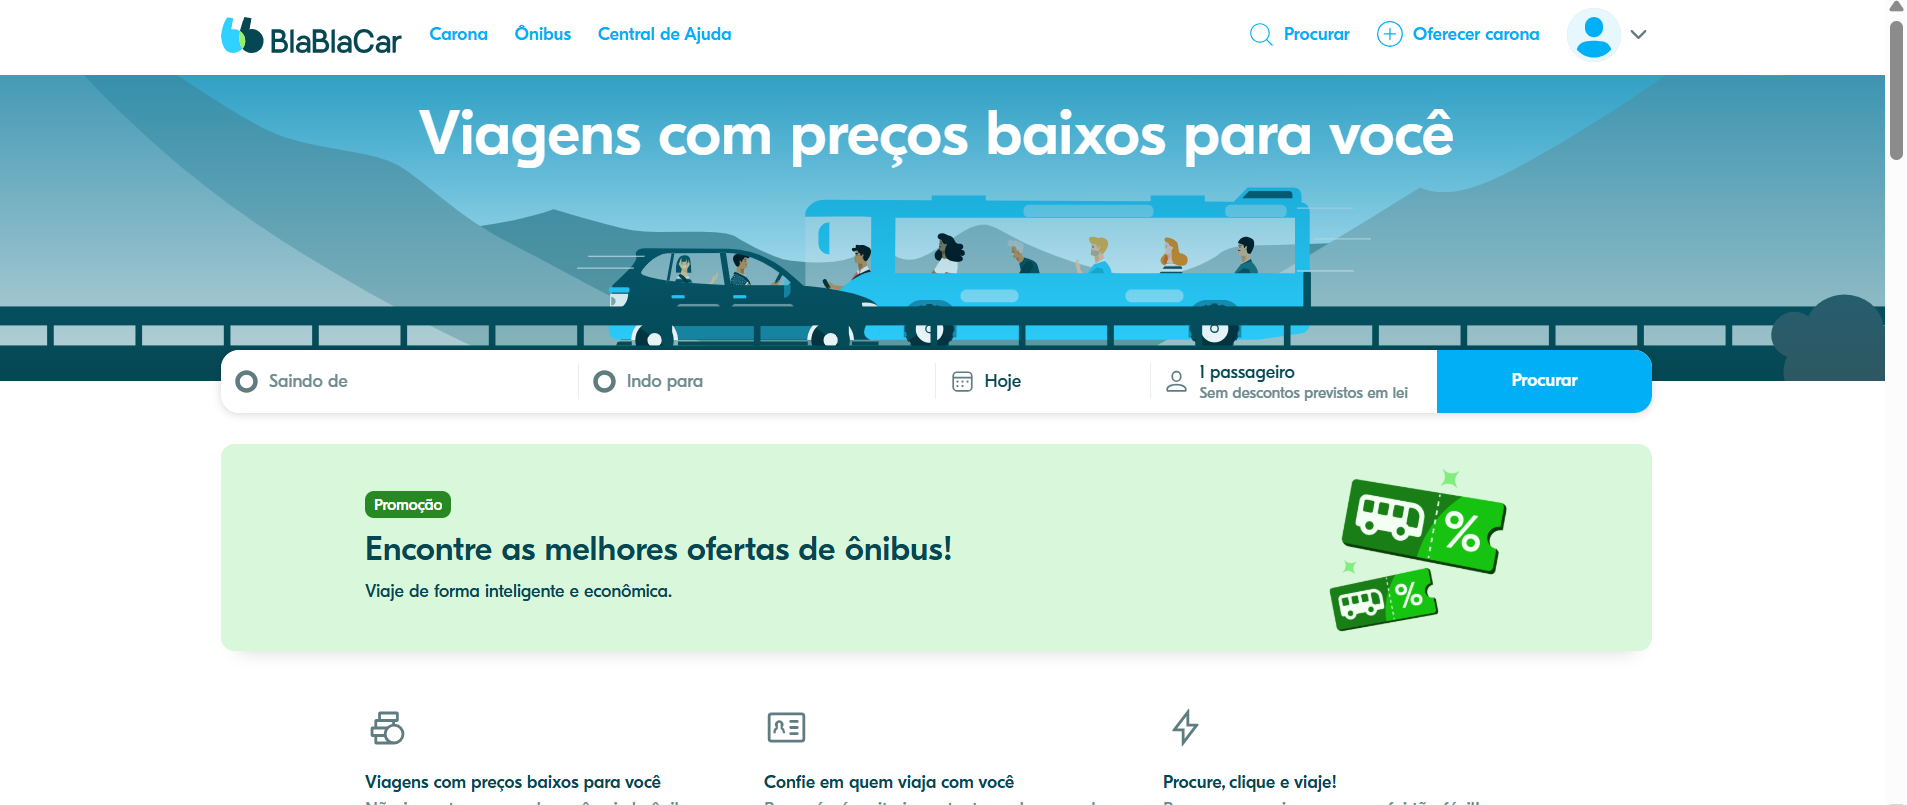 BlaBlaCar
Carona
Ônibus
Central de Ajuda
Procurar
Oferecer carona
Viagens com preços baixos para você
Saindo de
Indo para
Hoje
1 passageiro
Sem descontos previstos em lei
Procurar
Promoção
Encontre as melhores ofertas de ônibus!
Viaje de forma inteligente e econômica.
%
%
Viagens com preços baixos para você
Confie em quem viaja com você
Procure, clique e viaje!